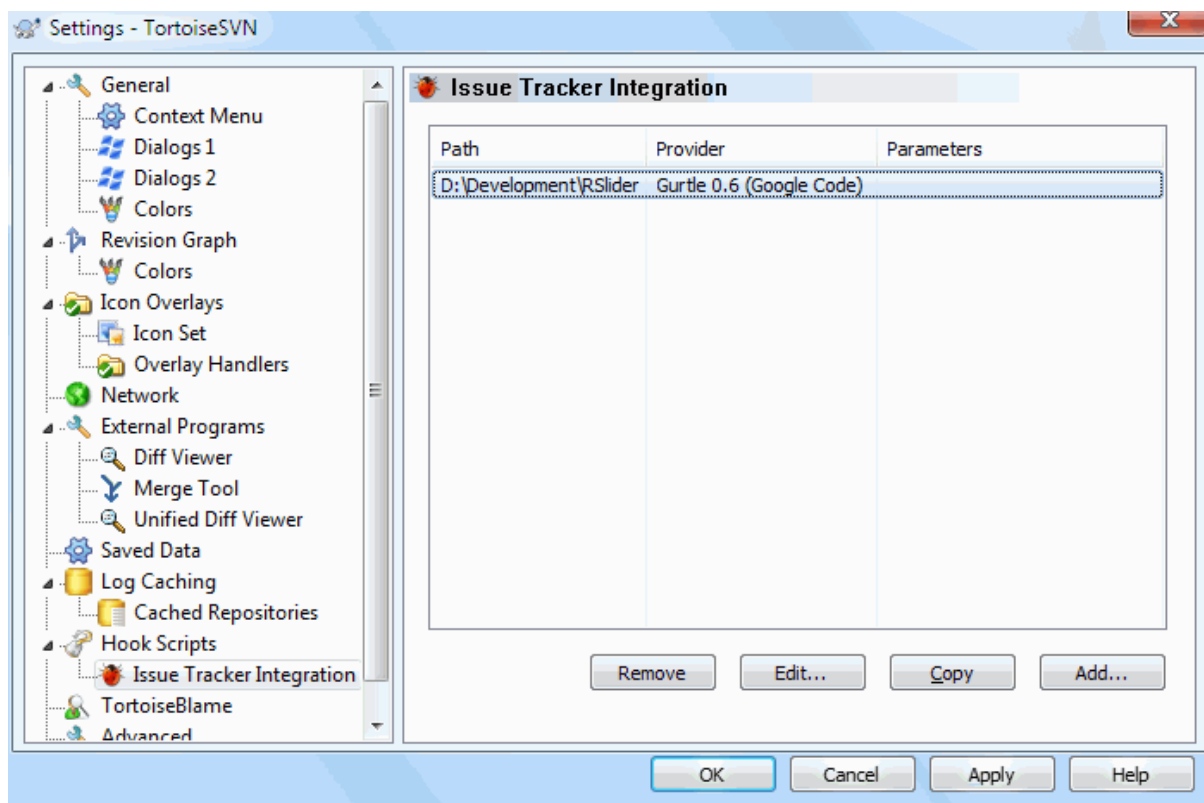 Settings - TortoiseSVN
General
Context Menu
Dialogs 1
Dialogs 2
Colors
Revision Graph
Colors
Icon Overlays
Icon Set
Overlay Handlers
Network
External Programs
Diff Viewer
Merge Tool
Unified Diff Viewer
Saved Data
Log Caching
Cached Repositories
Hook Scripts
Issue Tracker Integration
TortoiseBlame
Advanced
Issue Tracker Integration
Path Provider Parameters
D:\Development\RSlider Gurtle 0.6 (Google Code)
Remove Edit... Copy Add...
OK Cancel Apply Help